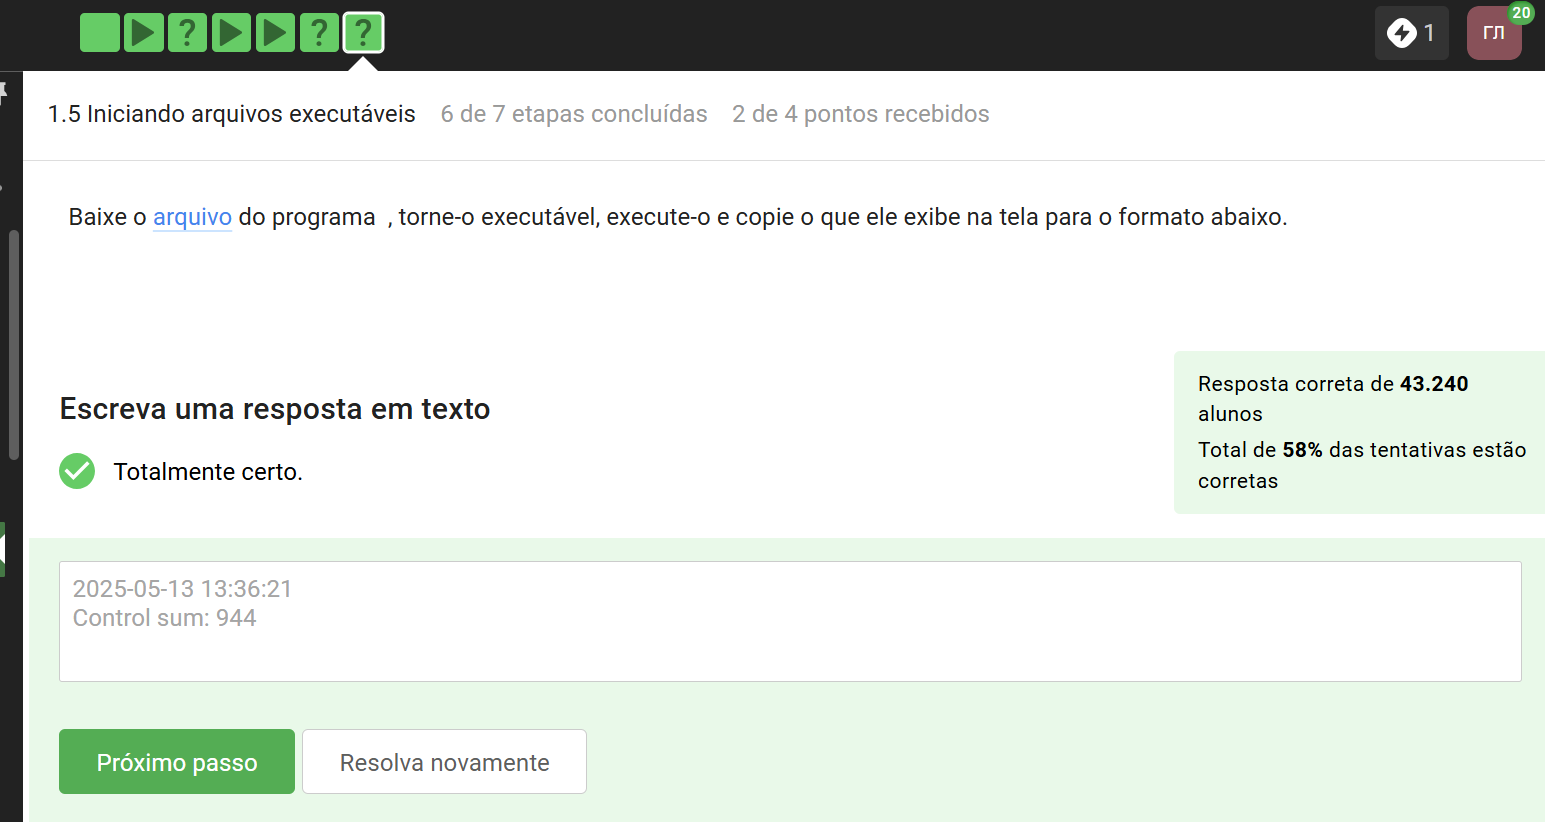 ? ? ?
1
ГЛ
20
1.5 Iniciando arquivos executáveis 6 de 7 etapas concluídas 2 de 4 pontos recebidos
Baixe o arquivo do programa , torne-o executável, execute-o e copie o que ele exibe na tela para o formato abaixo.
Resposta correta de 43.240
alunos
Total de 58% das tentativas estão
corretas
Escreva uma resposta em texto
Totalmente certo.
2025-05-13 13:36:21
Control sum: 944
Próximo passo
Resolva novamente